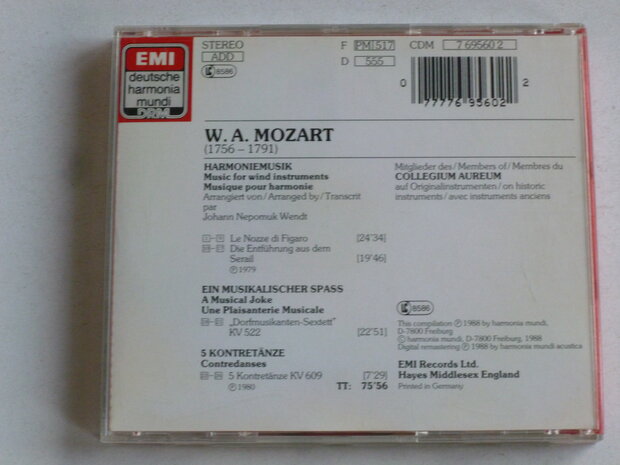 EMI
deutsche
harmonia
mundi
DRM
STEREO
ADD
8586
F PM 517
D 555
CDM 7 69560 2
0 77776 95602 2
W. A. MOZART
(1756 – 1791)
HARMONIEMUSIK
Music for wind instruments
Musique pour harmonie
Arrangiert von / Arranged by / Transcrit
par
Johann Nepomuk Wendt
Mitglieder des / Members of / Membres du
COLLEGIUM AUREUM
auf Originalinstrumenten / on historic
instruments / avec instruments anciens
Le Nozze di Figaro [24'34]
Die Entführung aus dem
Serail [19'46]
Ⓟ 1979
EIN MUSIKALISCHER SPASS
A Musical Joke
Une Plaisanterie Musicale
„Dorfmusikanten-Sextett"
KV 522 [22'51]
5 KONTRETÄNZE
Contredanses
5 Kontretänze KV 609 [7'29]
Ⓟ 1980
TT: 75'56
8586
This compilation Ⓟ 1988 by harmonia mundi,
D-7800 Freiburg
© harmonia mundi, D-7800 Freiburg, 1988
Digital remastering Ⓟ 1988 by harmonia mundi acustica
EMI Records Ltd.
Hayes Middlesex England
Printed in Germany